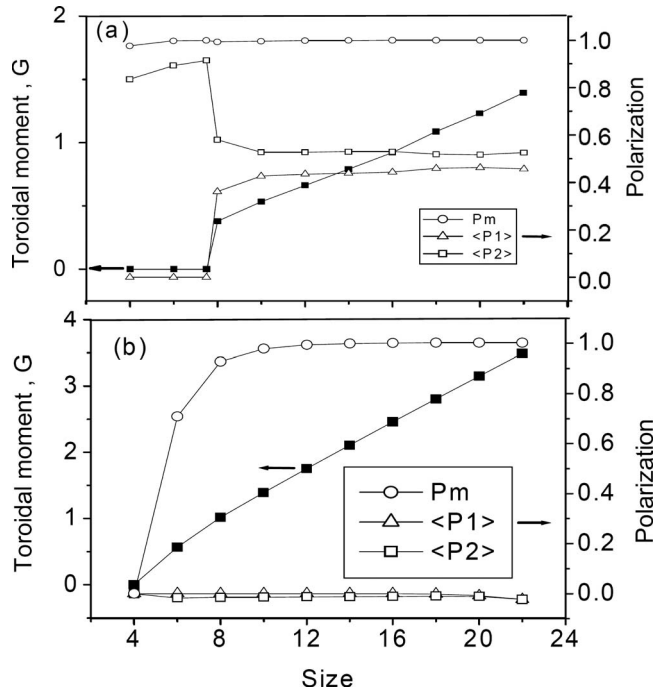 (a)
Toroidal moment, G
2
1
0
Polarization
1.0
0.8
0.6
0.4
0.2
0.0
Pm
<P1>
<P2>
(b)
Toroidal moment, G
4
3
2
1
0
Polarization
1.0
0.8
0.6
0.4
0.2
0.0
Pm
<P1>
<P2>
4 8 12 16 20 24
Size